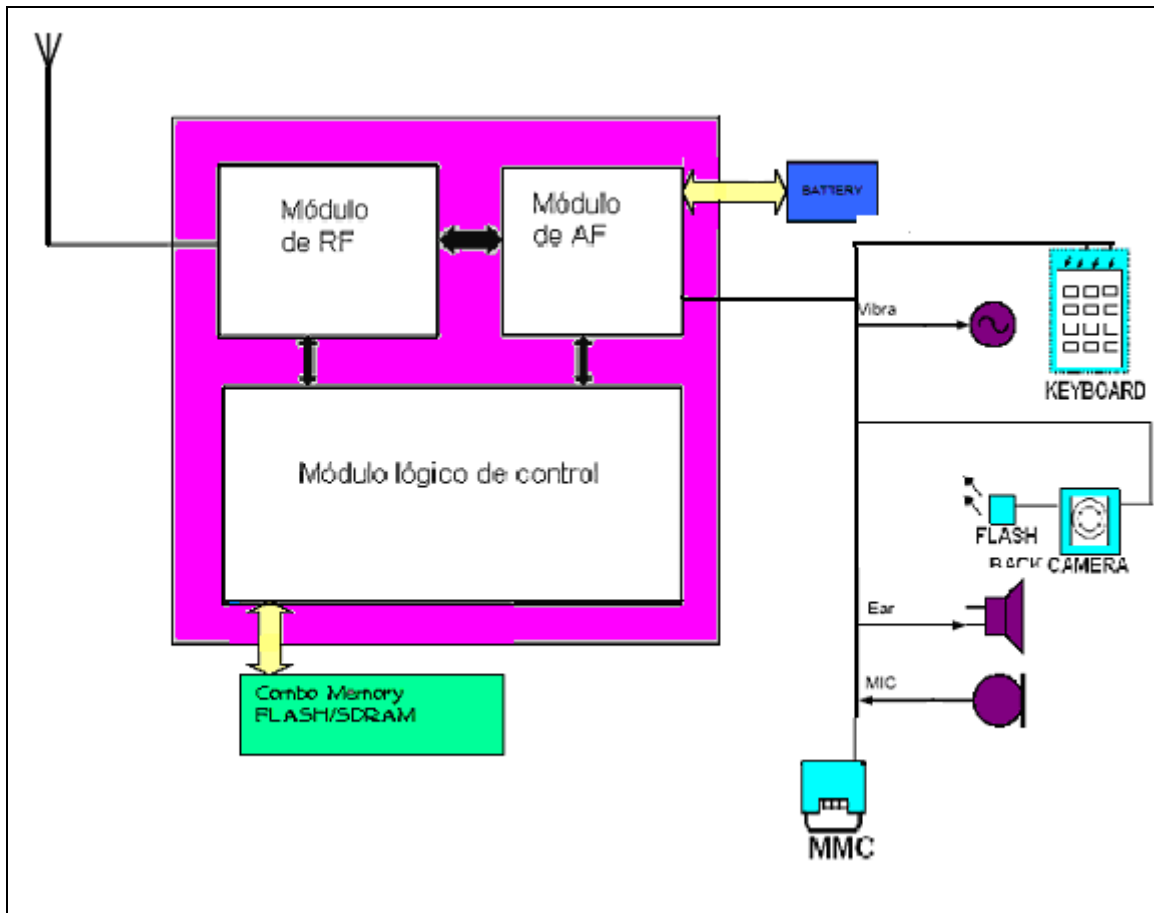 Módulo
de RF
Módulo
de AF
BATTERY
Vibra
KEYBOARD
Módulo lógico de control
FLASH
BACK CAMERA
Ear
MIC
Combo Memory
FLASH/SDRAM
MMC